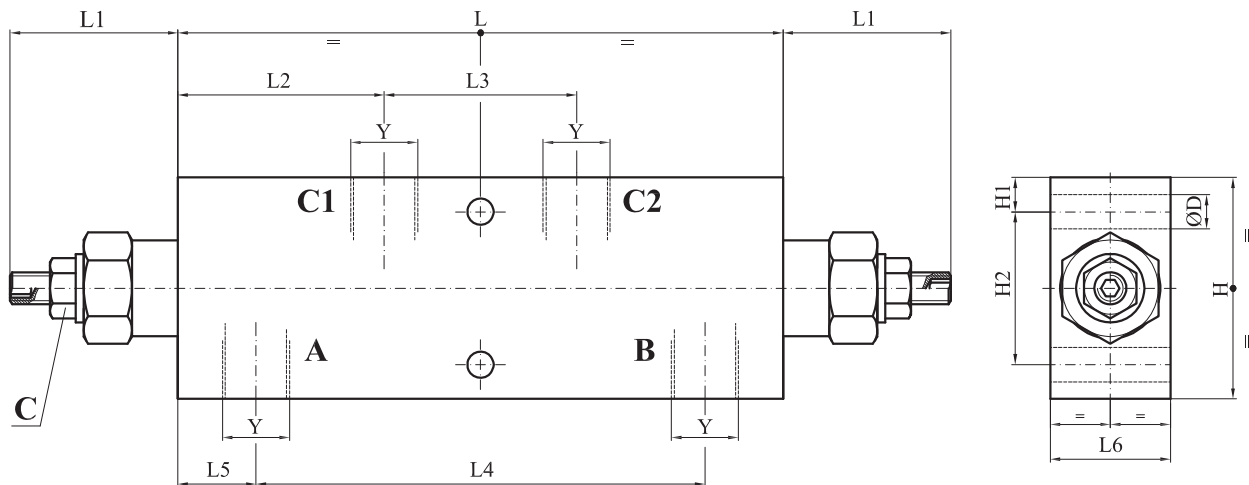 L1
L
L1
=
=
L2
L3
Y
Y
C1
C2
H1
ØD
=
H2
H
A
B
=
C
Y
Y
=
=
L5
L4
L6